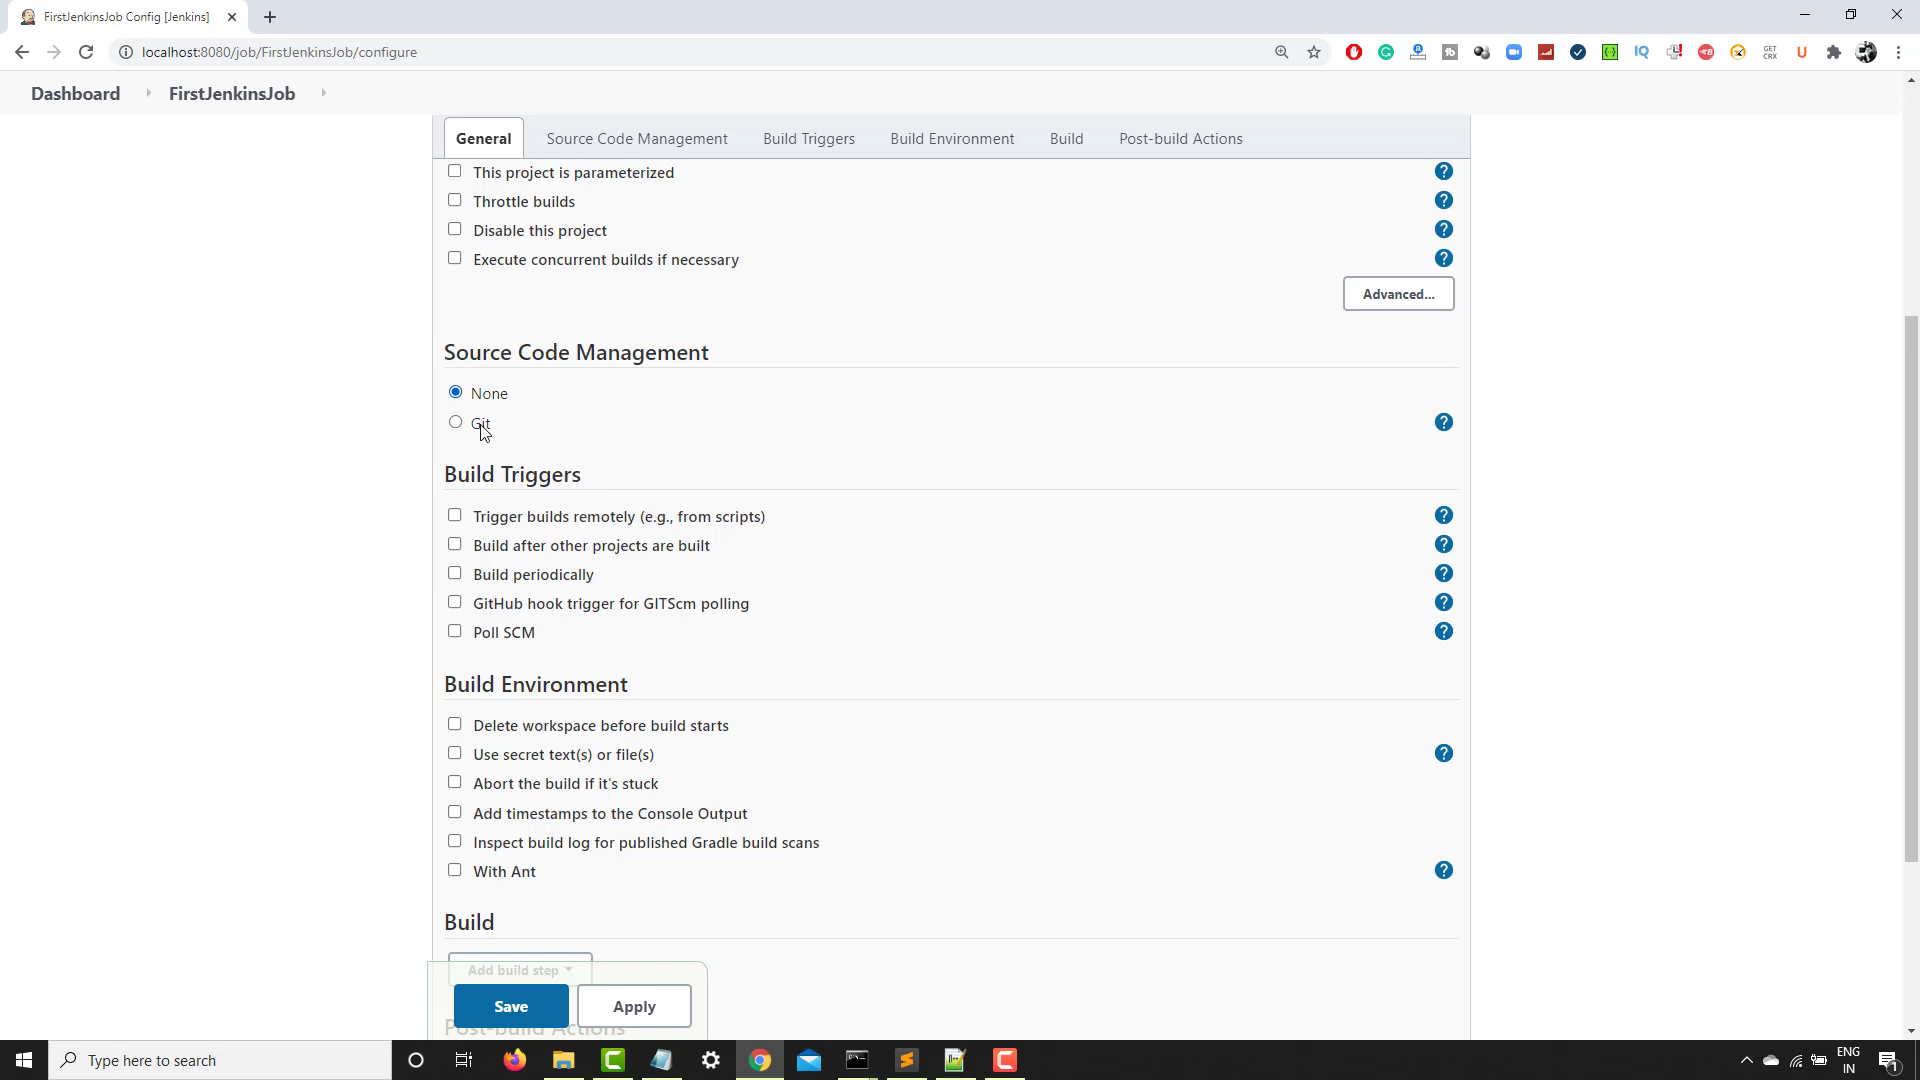 FirstJenkinsJob Config [Jenkins]
localhost:8080/job/FirstJenkinsJob/configure
Dashboard FirstJenkinsJob
General Source Code Management Build Triggers Build Environment Build Post-build Actions
This project is parameterized
Throttle builds
Disable this project
Execute concurrent builds if necessary
Advanced...
Source Code Management
None
Git
Build Triggers
Trigger builds remotely (e.g., from scripts)
Build after other projects are built
Build periodically
GitHub hook trigger for GITScm polling
Poll SCM
Build Environment
Delete workspace before build starts
Use secret text(s) or file(s)
Abort the build if it's stuck
Add timestamps to the Console Output
Inspect build log for published Gradle build scans
With Ant
Build
Add build step
Save Apply
Post-build Actions
Type here to search
ENG
IN